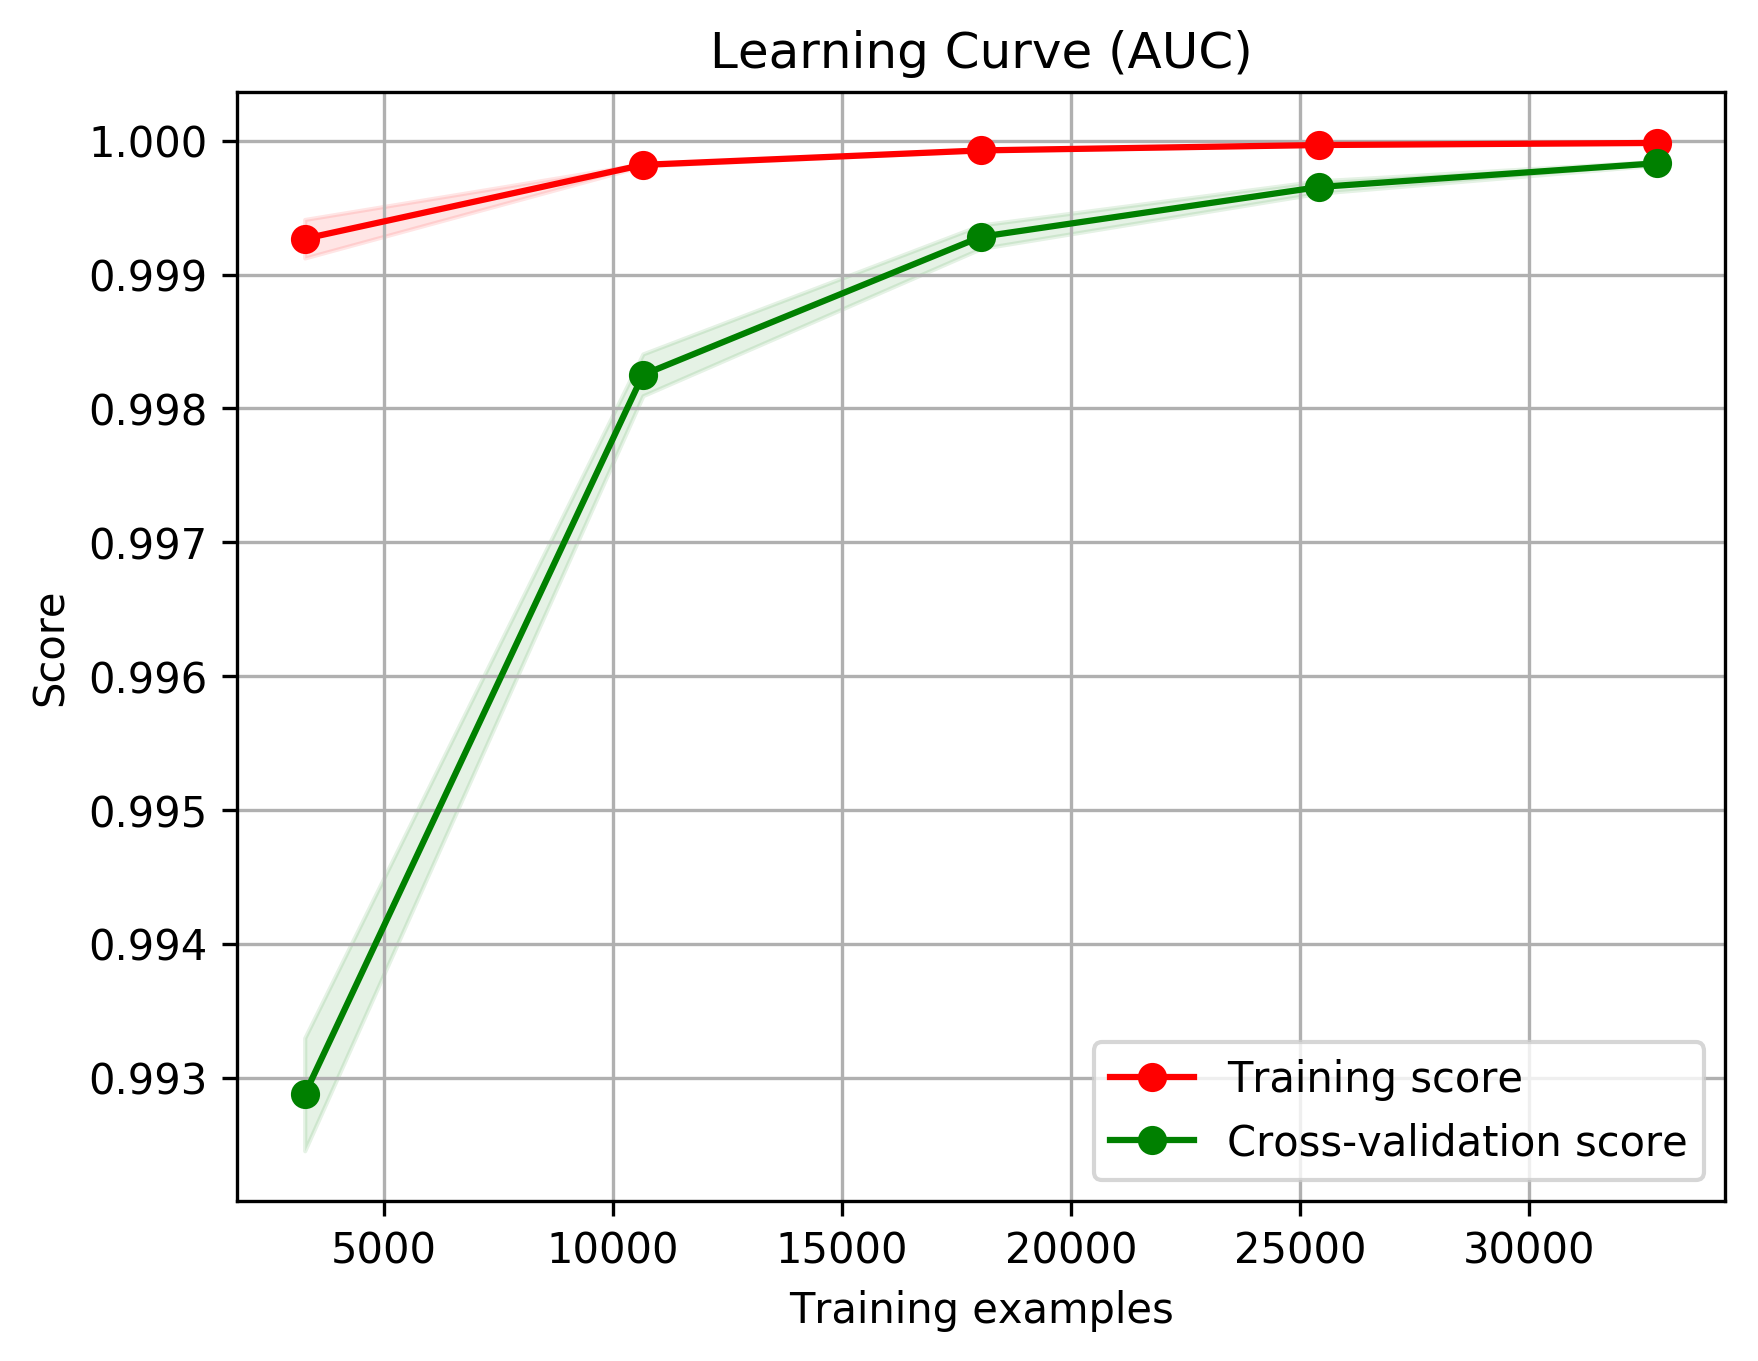 Learning Curve (AUC)
1.000
0.999
0.998
0.997
0.996
0.995
0.994
0.993
Score
Training score
Cross-validation score
5000 10000 15000 20000 25000 30000
Training examples